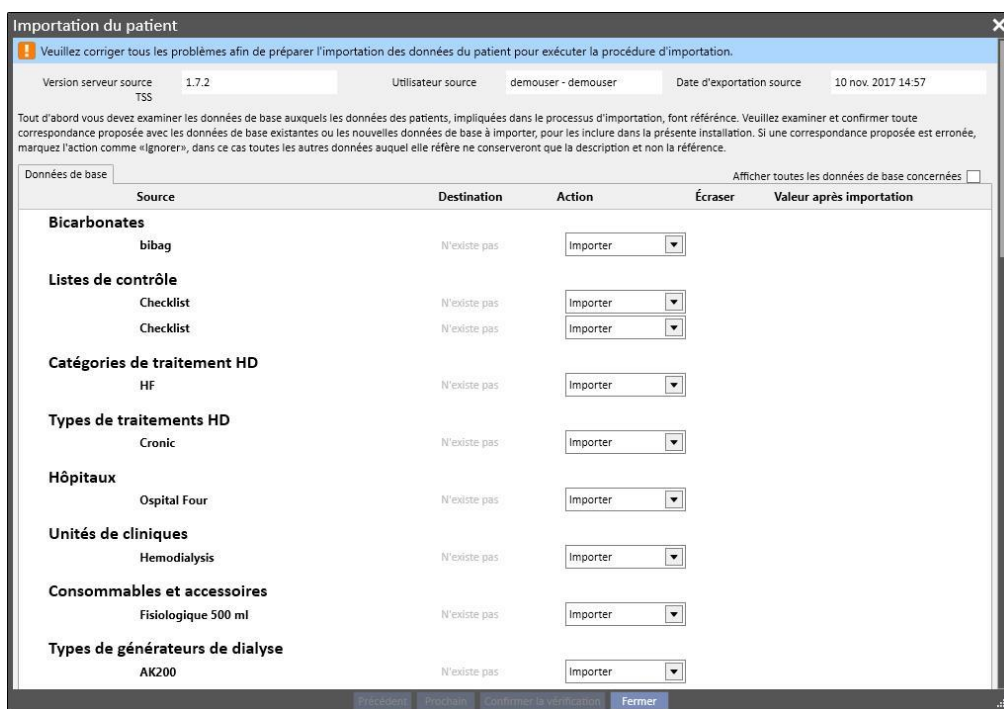 Importation du patient
Veuillez corriger tous les problèmes afin de préparer l'importation des données du patient pour exécuter la procédure d'importation.
Version serveur source TSS 1.7.2 Utilisateur source demouser - demouser Date d'exportation source 10 nov. 2017 14:57
Tout d'abord vous devez examiner les données de base auxquels les données des patients, impliquées dans le processus d'importation, font référence. Veuillez examiner et confirmer toute
correspondance proposée avec les données de base existantes ou les nouvelles données de base à importer, pour les inclure dans la présente installation. Si une correspondance proposée est erronée,
marquez l'action comme «Ignorer», dans ce cas toutes les autres données auquel elle réfère ne conserveront que la description et non la référence.
Données de base Afficher toutes les données de base concernées
Source Destination Action Écraser Valeur après importation
Bicarbonates
bibag N'existe pas Importer
Listes de contrôle
Checklist N'existe pas Importer
Checklist N'existe pas Importer
Catégories de traitement HD
HF N'existe pas Importer
Types de traitements HD
Cronic N'existe pas Importer
Hôpitaux
Ospital Four N'existe pas Importer
Unités de cliniques
Hemodialysis N'existe pas Importer
Consommables et accessoires
Fisiologique 500 ml N'existe pas Importer
Types de générateurs de dialyse
AK200 N'existe pas Importer
Précédent Prochain Confirmer la vérification Fermer